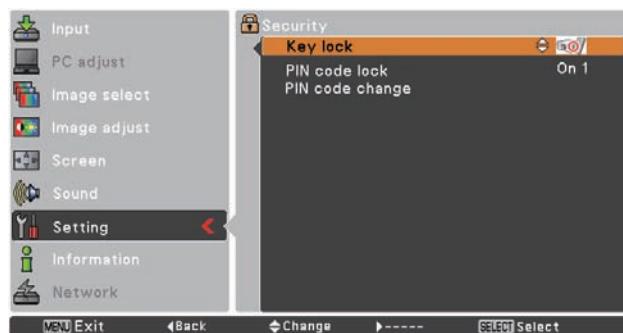 Input
PC adjust
Image select
Image adjust
Screen
Sound
Setting
Information
Network
Security
Key lock
PIN code lock On 1
PIN code change
MENU Exit Back Change ----- SELECT Select